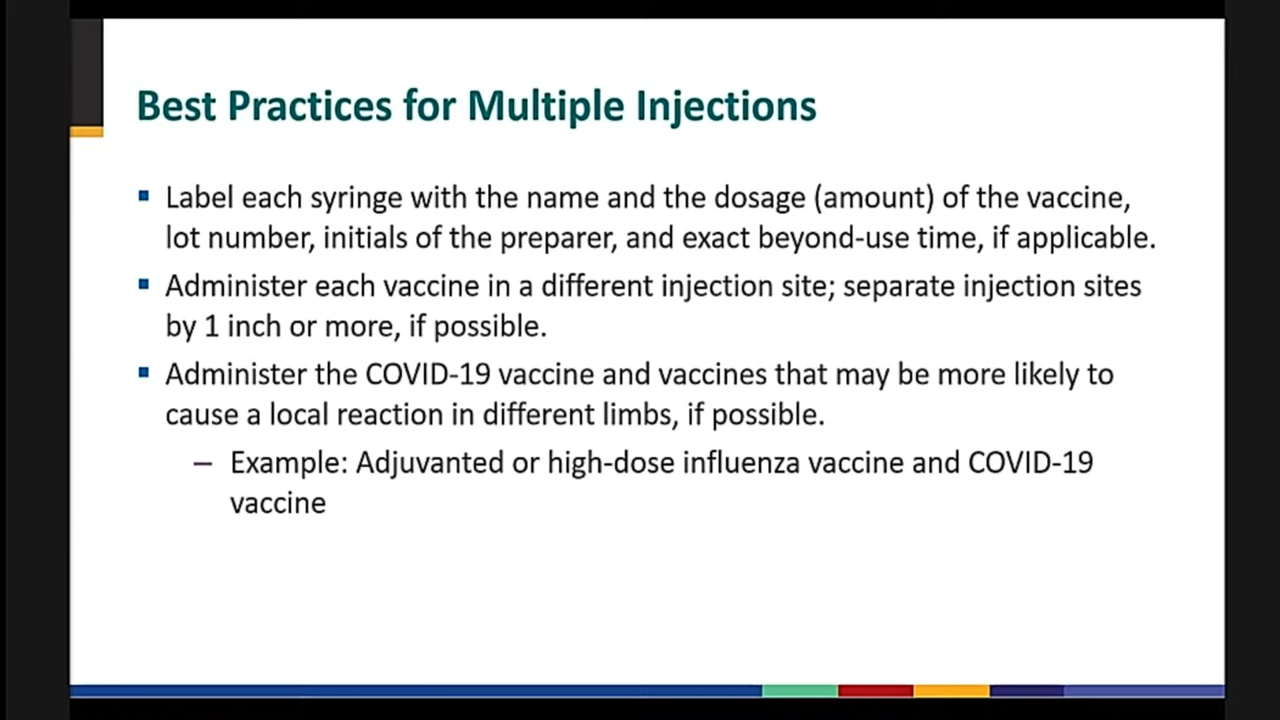 Best Practices for Multiple Injections
Label each syringe with the name and the dosage (amount) of the vaccine,
lot number, initials of the preparer, and exact beyond-use time, if applicable.
Administer each vaccine in a different injection site; separate injection sites
by 1 inch or more, if possible.
Administer the COVID-19 vaccine and vaccines that may be more likely to
cause a local reaction in different limbs, if possible.
– Example: Adjuvanted or high-dose influenza vaccine and COVID-19
vaccine